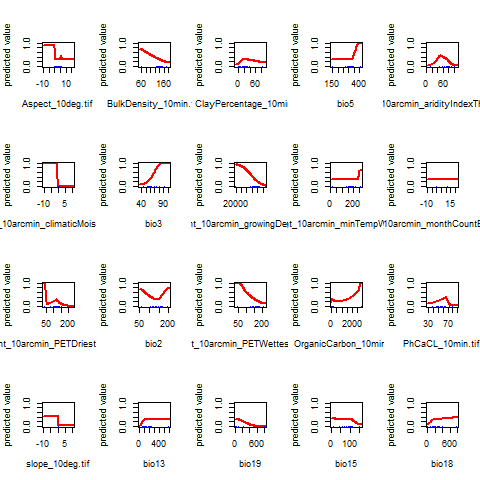 predicted value
0.0 1.0
-10 5
Aspect_10deg.tif
predicted value
0.0 1.0
60 160
BulkDensity_10min.
predicted value
0.0 1.0
0 60
ClayPercentage_10mi
predicted value
0.0 1.0
150 400
bio5
predicted value
0.0 1.0
0 60
10arcmin_aridityIndexTh
predicted value
0.0 1.0
-10 5
_10arcmin_climaticMois
predicted value
0.0 1.0
40 90
bio3
predicted value
0.0 1.0
20000
nt_10arcmin_growingDe
predicted value
0.0 1.0
0 200
nt_10arcmin_minTempW
predicted value
0.0 1.0
-10 15
10arcmin_monthCount
predicted value
0.0 1.0
50 200
nt_10arcmin_PETDriest
predicted value
0.0 1.0
50 200
bio2
predicted value
0.0 1.0
50 200
t_10arcmin_PETWettes
predicted value
0.0 1.0
0 2000
OrganicCarbon_10mir
predicted value
0.0 1.0
30 70
PhCaCL_10min.tif
predicted value
0.0 1.0
-10 5
slope_10deg.tif
predicted value
0.0 1.0
0 400
bio13
predicted value
0.0 1.0
0 600
bio19
predicted value
0.0 1.0
0 100
bio15
predicted value
0.0 1.0
0 600
bio18